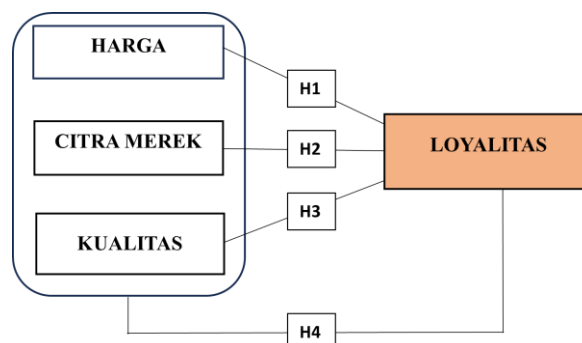 HARGA
H1
CITRA MEREK
H2
LOYALITAS
H3
KUALITAS
H4